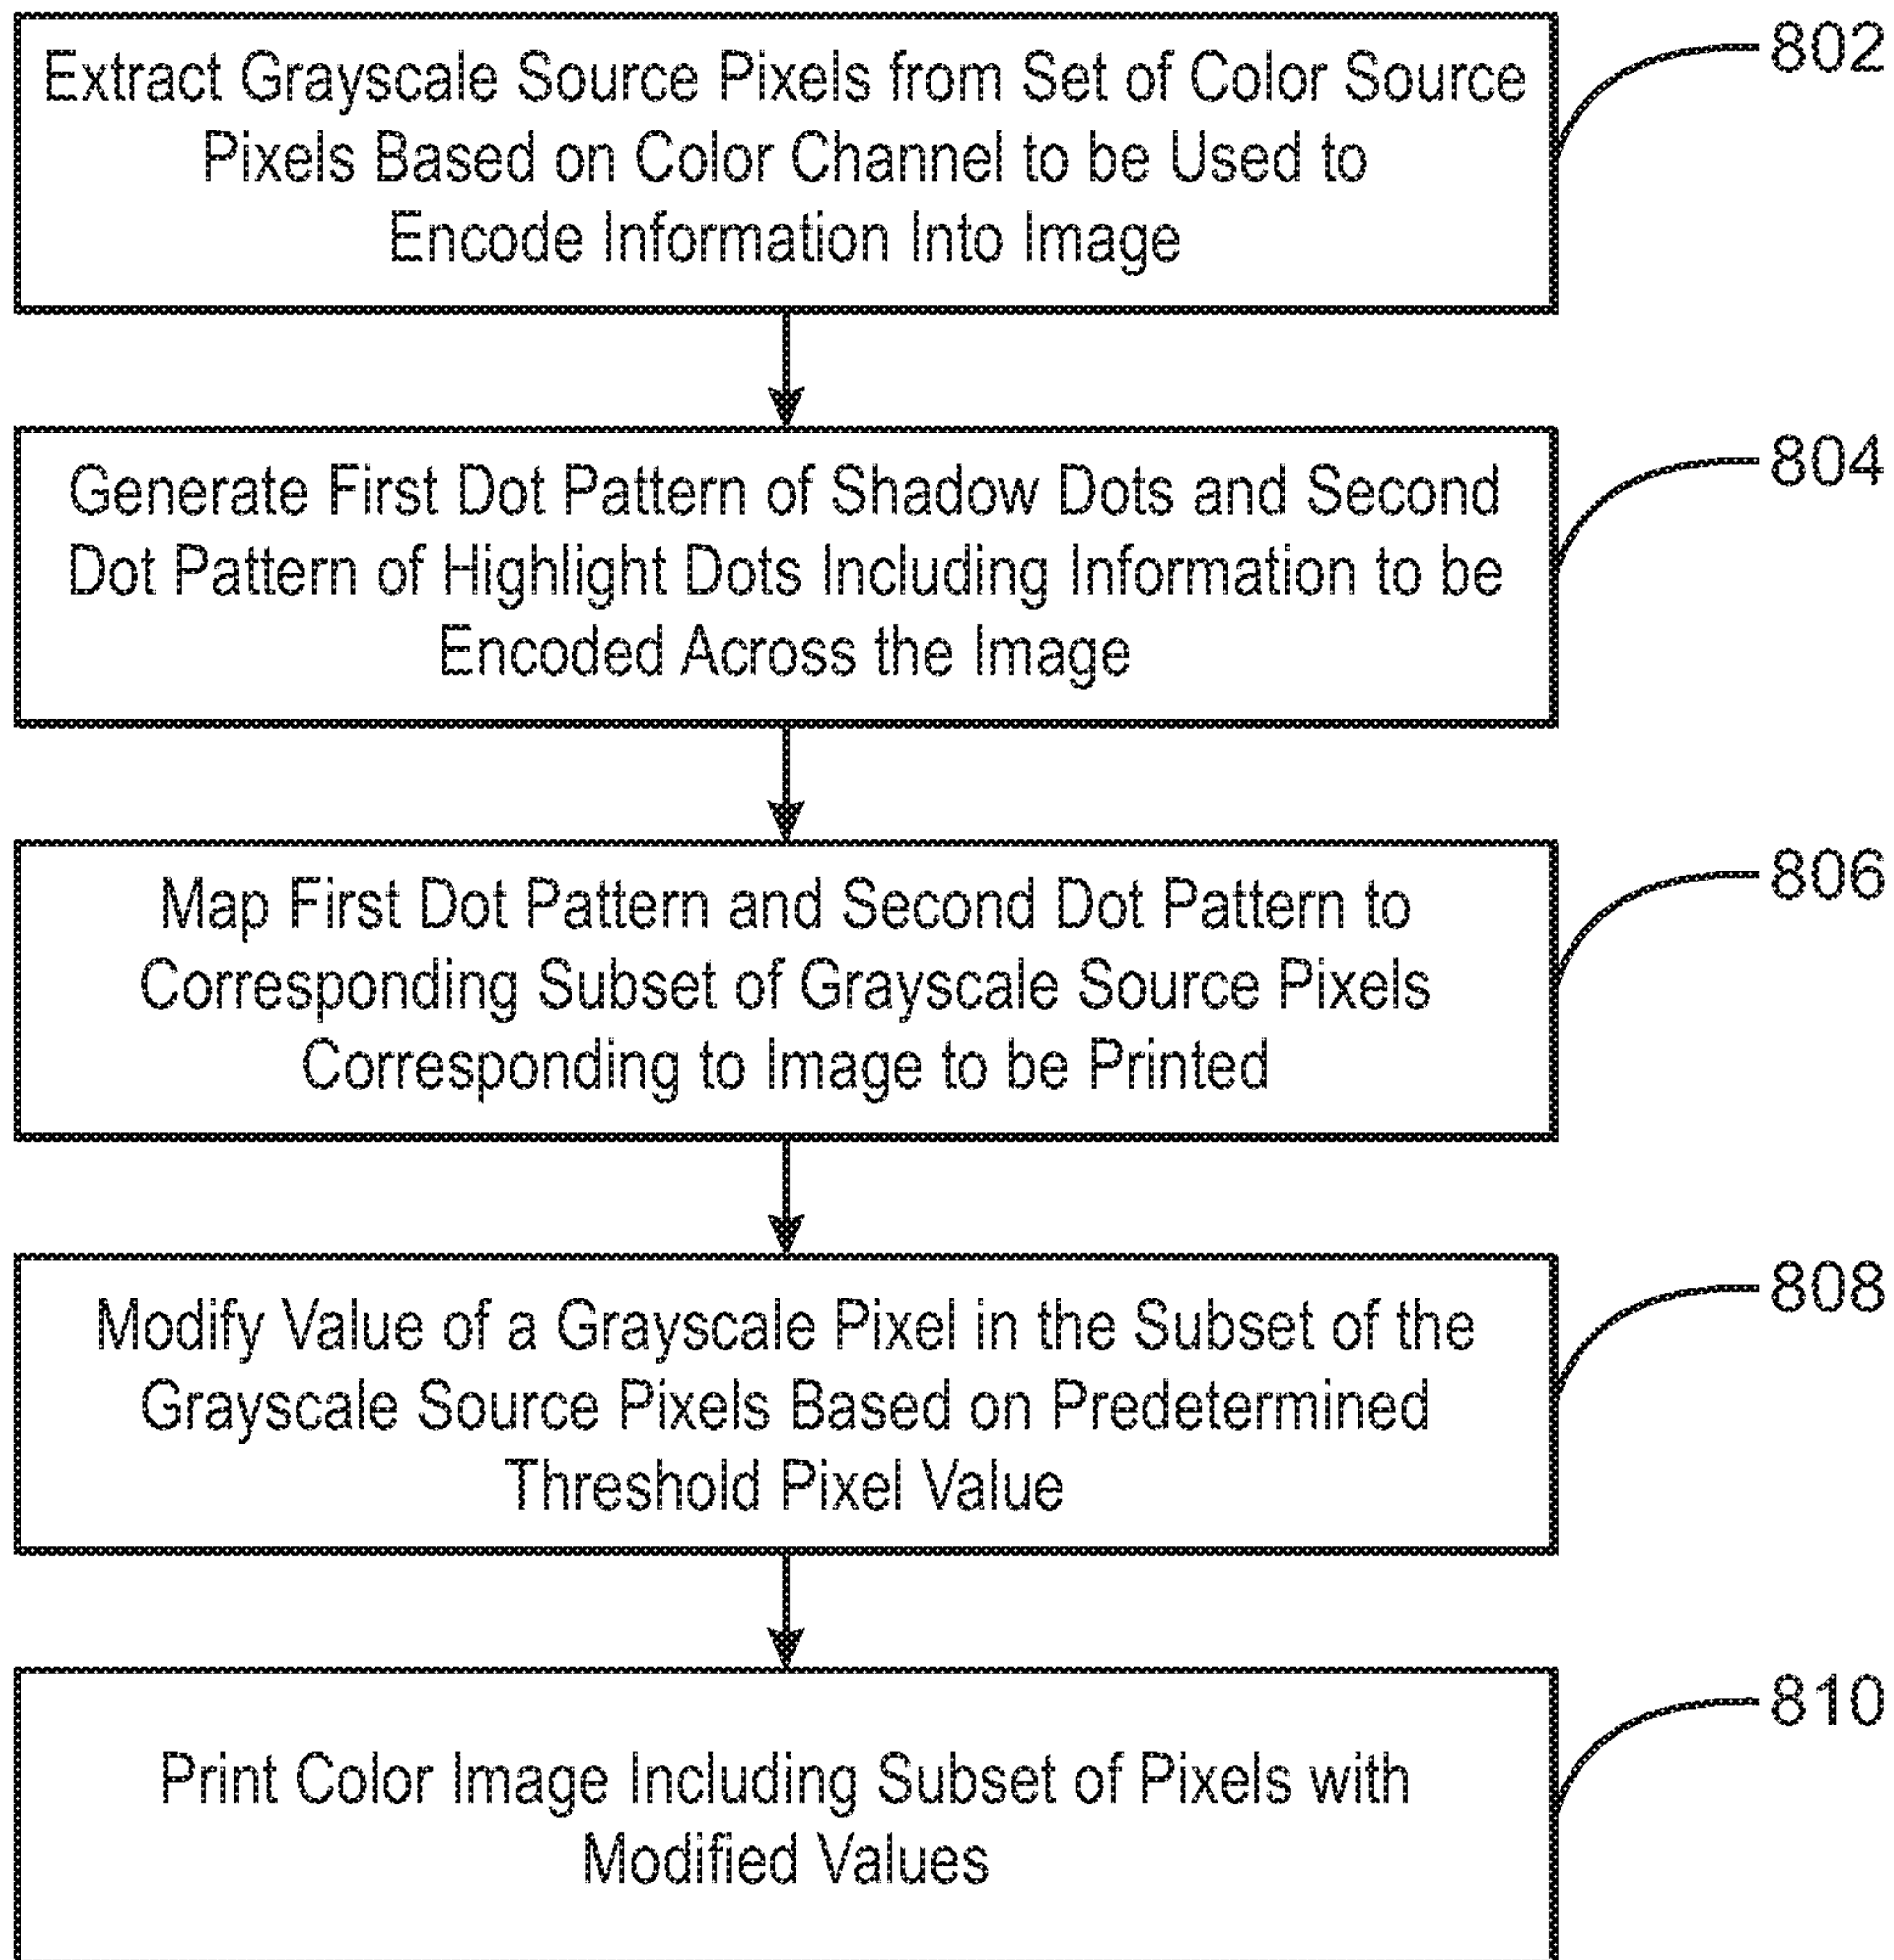 Extract Grayscale Source Pixels from Set of Color Source
Pixels Based on Color Channel to be Used to
Encode Information Into Image
802
Generate First Dot Pattern of Shadow Dots and Second
Dot Pattern of Highlight Dots Including Information to be
Encoded Across the Image
804
Map First Dot Pattern and Second Dot Pattern to
Corresponding Subset of Grayscale Source Pixels
Corresponding to Image to be Printed
806
Modify Value of a Grayscale Pixel in the Subset of the
Grayscale Source Pixels Based on Predetermined
Threshold Pixel Value
808
Print Color Image Including Subset of Pixels with
Modified Values
810